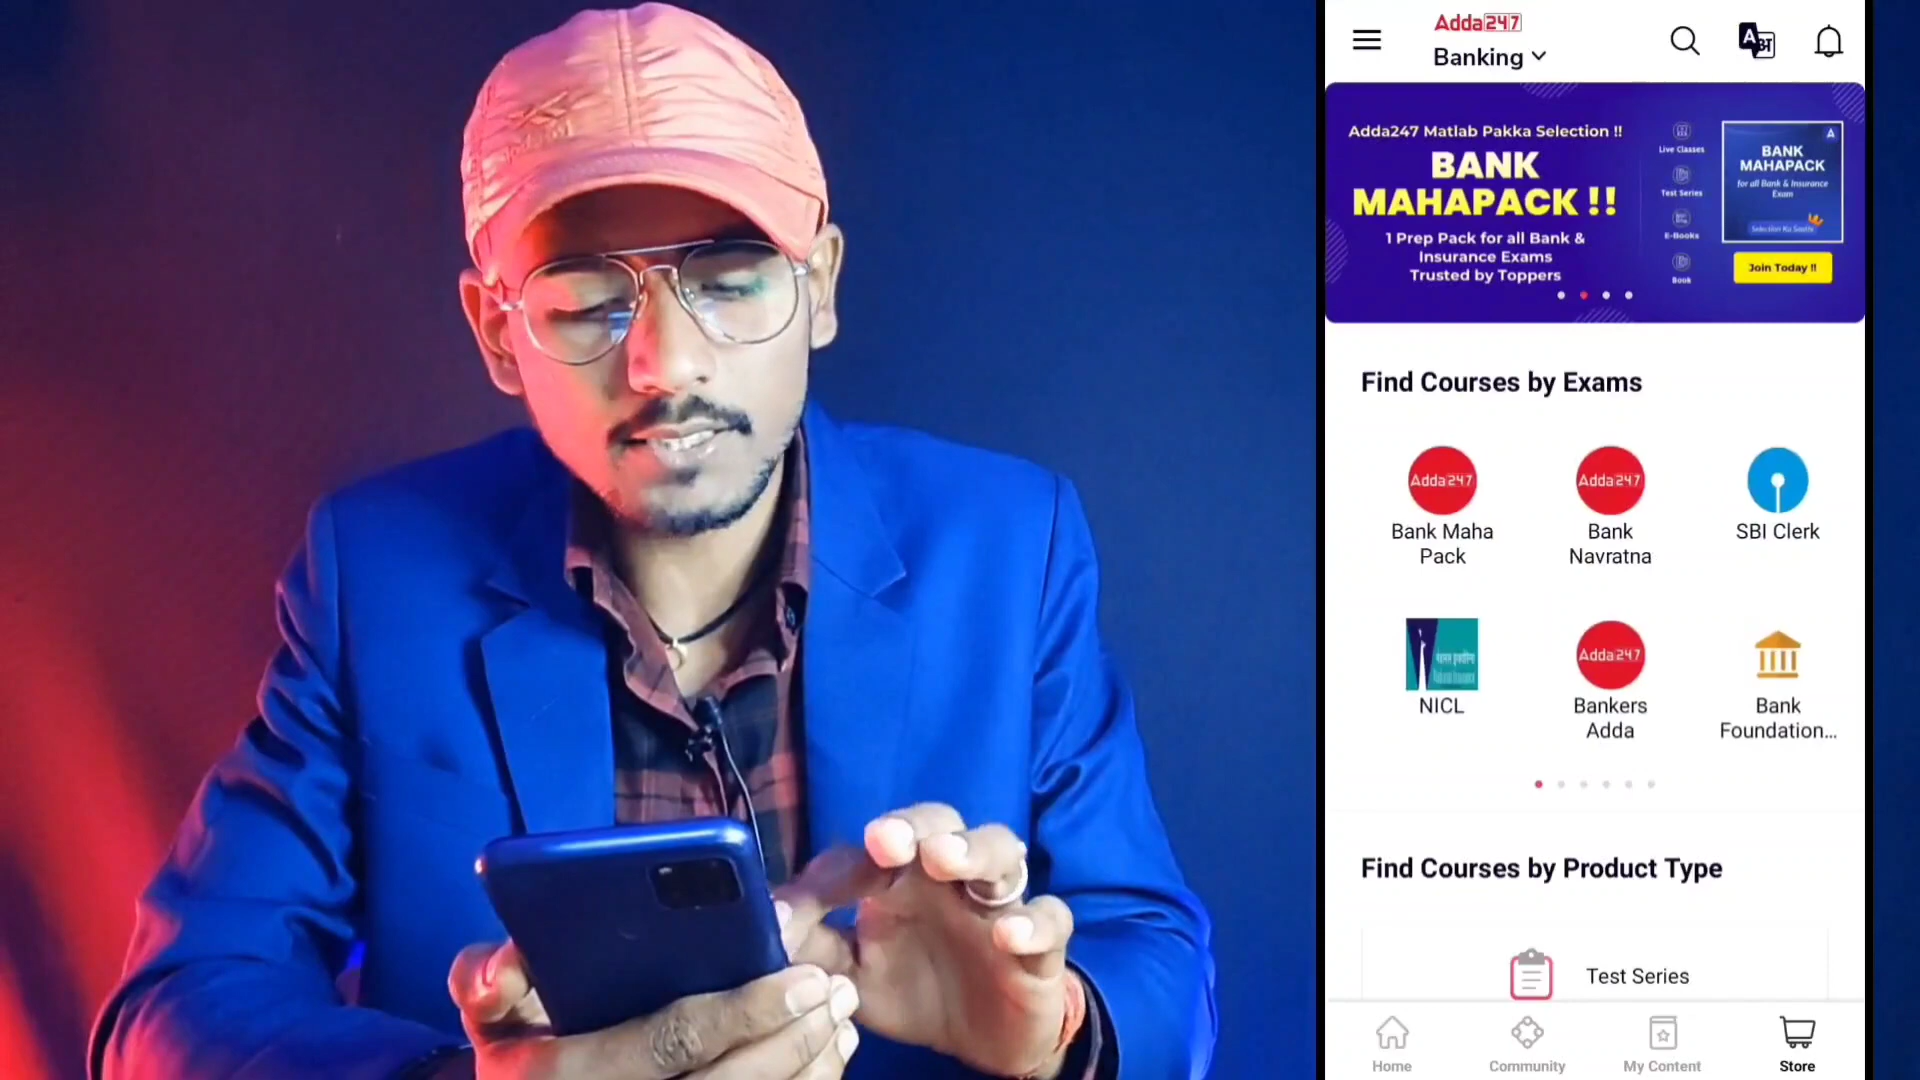 Adda247
Banking
Adda247 Matlab Pakka Selection !!
BANK
MAHAPACK !!
1 Prep Pack for all Bank &
Insurance Exams
Trusted by Toppers
Live Classes
Test Series
E-Books
Book
BANK
MAHAPACK
for all Bank & Insurance
Exam
Selection Ka Saathi
Join Today !!
Find Courses by Exams
Adda247
Bank Maha
Pack
Adda247
Bank
Navratna
SBI Clerk
NICL
Adda247
Bankers
Adda
Bank
Foundation...
Find Courses by Product Type
Test Series
Home
Community
My Content
Store